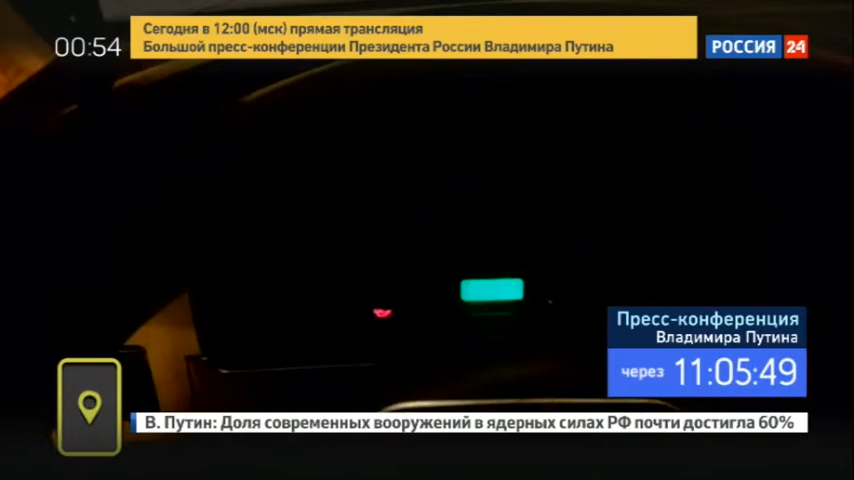 00:54
Сегодня в 12:00 (мск) прямая трансляция
Большой пресс-конференции Президента России Владимира Путина
РОССИЯ 24
Пресс-конференция
Владимира Путина
через 11:05:49
В. Путин: Доля современных вооружений в ядерных силах РФ почти достигла 60%